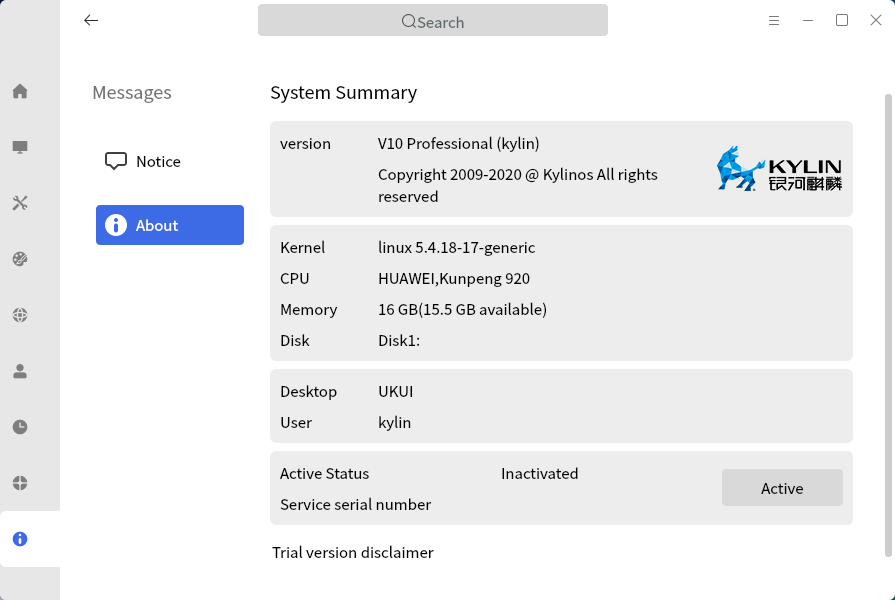 Search
Messages
Notice
About
System Summary
version
V10 Professional (kylin)
Copyright 2009-2020 @ Kylinos All rights
reserved
KYLIN
银河麒麟
Kernel
linux 5.4.18-17-generic
CPU
HUAWEI,Kunpeng 920
Memory
16 GB(15.5 GB available)
Disk
Disk1:
Desktop
UKUI
User
kylin
Active Status
Inactivated
Service serial number
Active
Trial version disclaimer